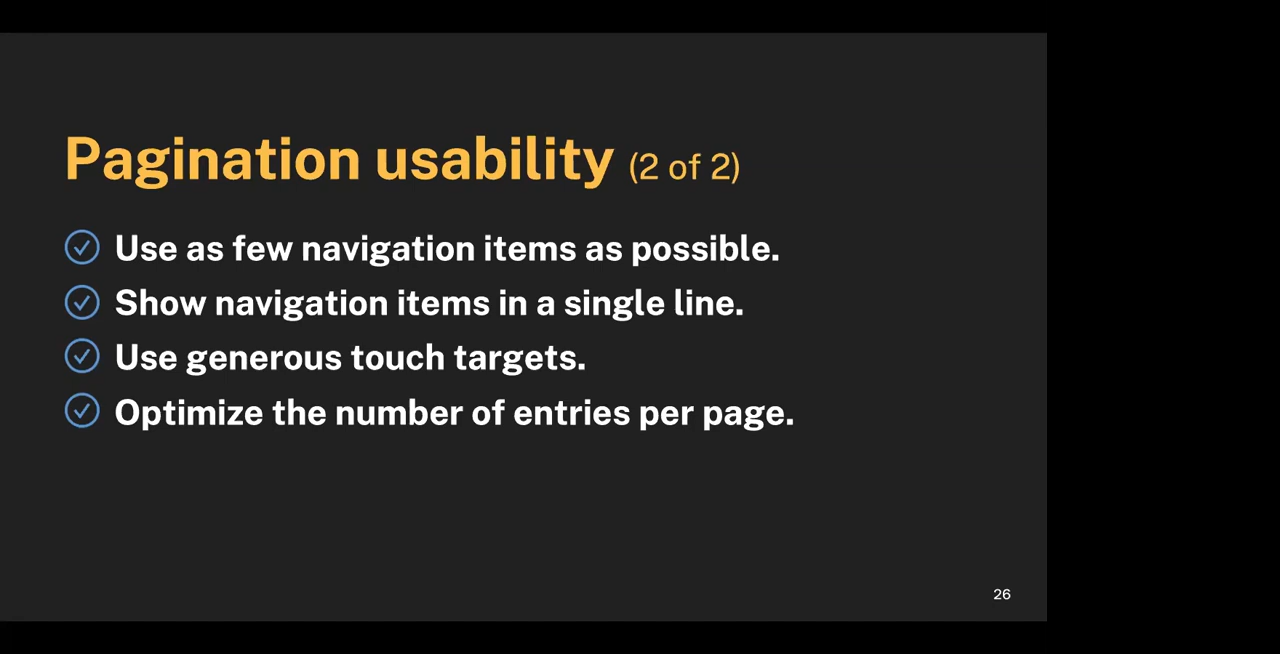 Pagination usability (2 of 2)
Use as few navigation items as possible.
Show navigation items in a single line.
Use generous touch targets.
Optimize the number of entries per page.
26